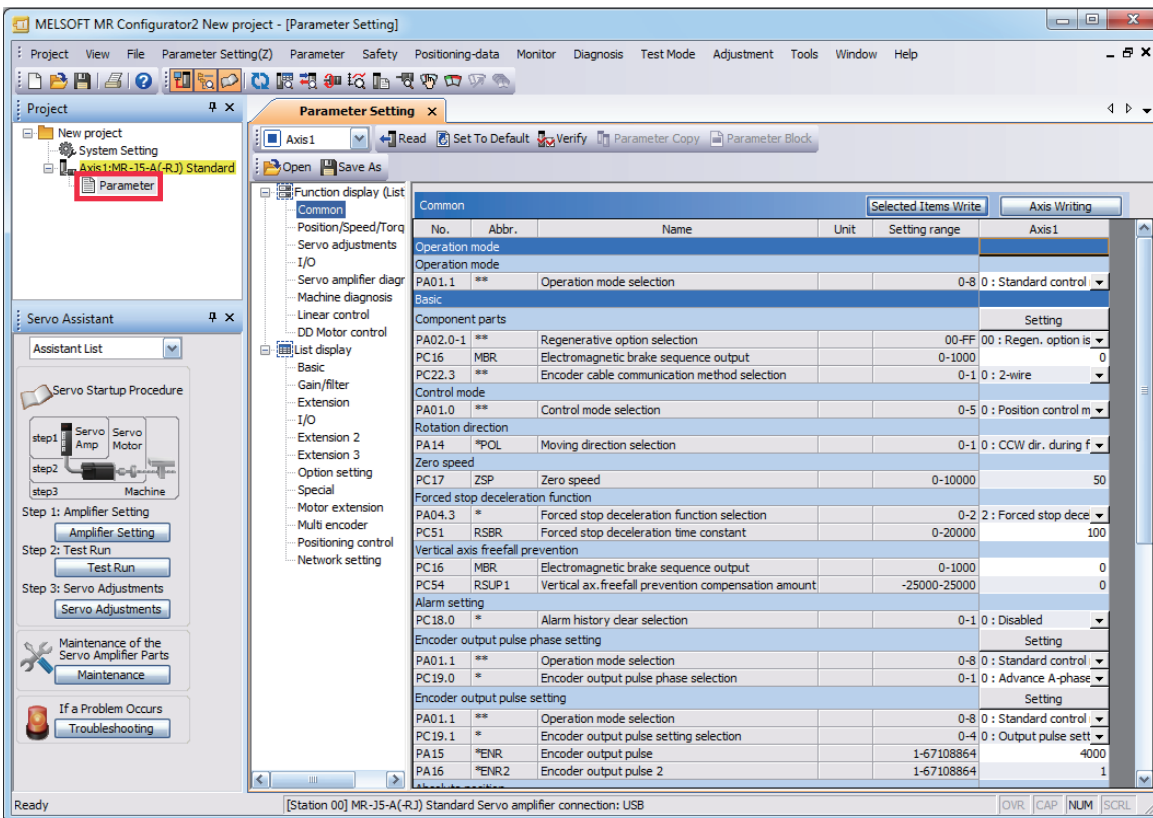 MELSOFT MR Configurator2 New project - [Parameter Setting]
Project View File Parameter Setting(Z) Parameter Safety Positioning-data Monitor Diagnosis Test Mode Adjustment Tools Window Help
Project
New project
System Setting
Axis1:MR-J5-A(-RJ) Standard
Parameter
Servo Assistant
Assistant List
Servo Startup Procedure
step1 Servo Amp Servo Motor
step2
step3 Machine
Step 1: Amplifier Setting
Amplifier Setting
Step 2: Test Run
Test Run
Step 3: Servo Adjustments
Servo Adjustments
Maintenance of the
Servo Amplifier Parts
Maintenance
If a Problem Occurs
Troubleshooting
Parameter Setting
Axis1 Read Set To Default Verify Parameter Copy Parameter Block
Open Save As
Function display (List
Common
Position/Speed/Torq
Servo adjustments
I/O
Servo amplifier diagr
Machine diagnosis
Linear control
DD Motor control
List display
Basic
Gain/filter
Extension
I/O
Extension 2
Extension 3
Option setting
Special
Motor extension
Multi encoder
Positioning control
Network setting
Common Selected Items Write Axis Writing
No. Abbr. Name Unit Setting range Axis1
Operation mode
Operation mode
PA01.1 ** Operation mode selection 0-8 0 : Standard control
Basic
Component parts Setting
PA02.0-1 ** Regenerative option selection 00-FF 00 : Regen. option is
PC16 MBR Electromagnetic brake sequence output 0-1000 0
PC22.3 ** Encoder cable communication method selection 0-1 0 : 2-wire
Control mode
PA01.0 ** Control mode selection 0-5 0 : Position control m
Rotation direction
PA14 *POL Moving direction selection 0-1 0 : CCW dir. during f
Zero speed
PC17 ZSP Zero speed 0-10000 50
Forced stop deceleration function
PA04.3 * Forced stop deceleration function selection 0-2 2 : Forced stop dece
PC51 RSBR Forced stop deceleration time constant 0-20000 100
Vertical axis freefall prevention
PC16 MBR Electromagnetic brake sequence output 0-1000 0
PC54 RSUP1 Vertical ax.freefall prevention compensation amount -25000-25000 0
Alarm setting
PC18.0 * Alarm history clear selection 0-1 0 : Disabled
Encoder output pulse phase setting Setting
PA01.1 ** Operation mode selection 0-8 0 : Standard control
PC19.0 * Encoder output pulse phase selection 0-1 0 : Advance A-phase
Encoder output pulse setting Setting
PA01.1 ** Operation mode selection 0-8 0 : Standard control
PC19.1 * Encoder output pulse setting selection 0-4 0 : Output pulse sett
PA15 *ENR Encoder output pulse 1-67108864 4000
PA16 *ENR2 Encoder output pulse 2 1-67108864 1
Ready [Station 00] MR-J5-A(-RJ) Standard Servo amplifier connection: USB OVR CAP NUM SCRL